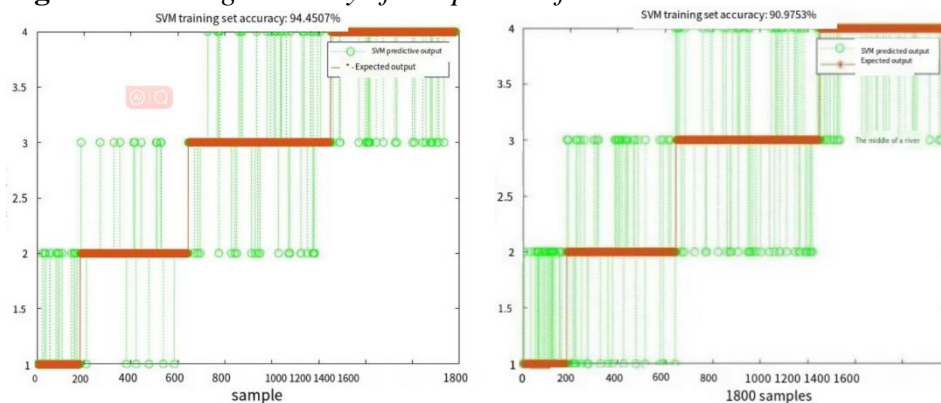 SVM training set accuracy: 94.4507%
4
3.5
3
2.5
2
1.5
1
SVM predictive output
Expected output
AI
0 200 400 600 800 1000 1200 1400 1600 1800
sample
SVM training set accuracy: 90.9753%
4
3.5
3
2.5
2
1.5
1
SVM predicted output
Expected output
The middle of a river
0 200 400 600 800 1000 1200 1400 1600
1800 samples